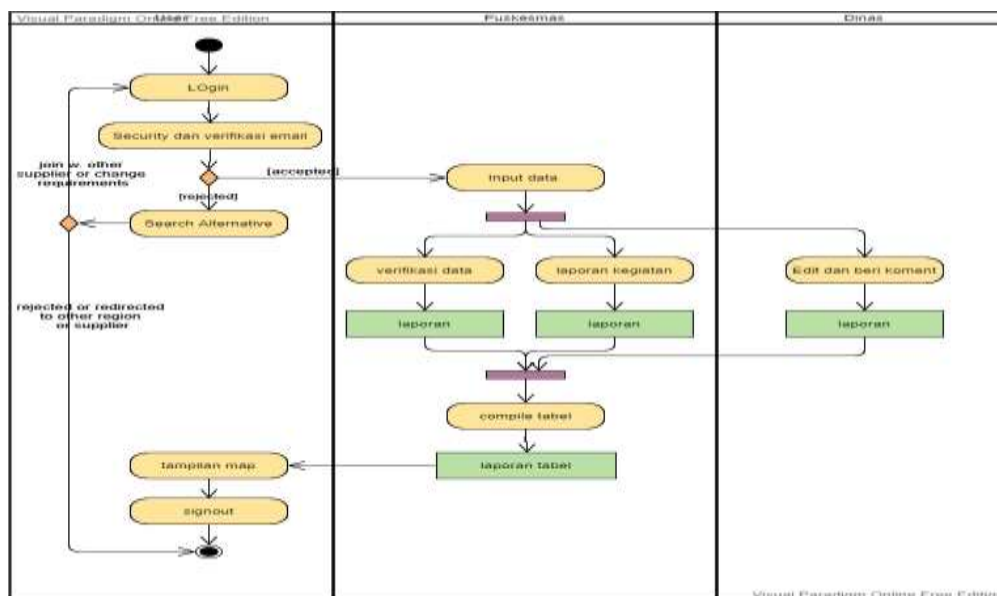 Visual Paradigm Online Free Edition
User
Puskesmas
Dinas
LOgin
Security dan verifikasi email
join w. other
supplier or change
requirements
[accepted]
Input data
[rejected]
Search Alternative
verifikasi data
laporan kegiatan
Edit dan beri koment
rejected or redirected
to other region
or supplier
laporan
laporan
laporan
compile tabel
tampilan map
laporan tabel
signout
Visual Paradigm Online Free Edition